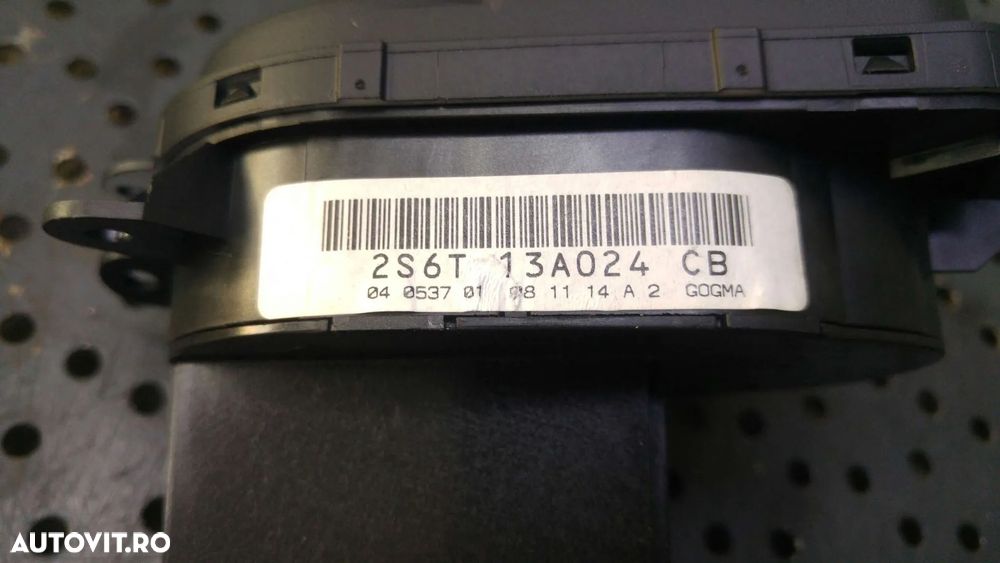 2S6T 13A024 CB
04 0537 01 08 11 14 A 2 GOGMA
AUTOVIT.RO